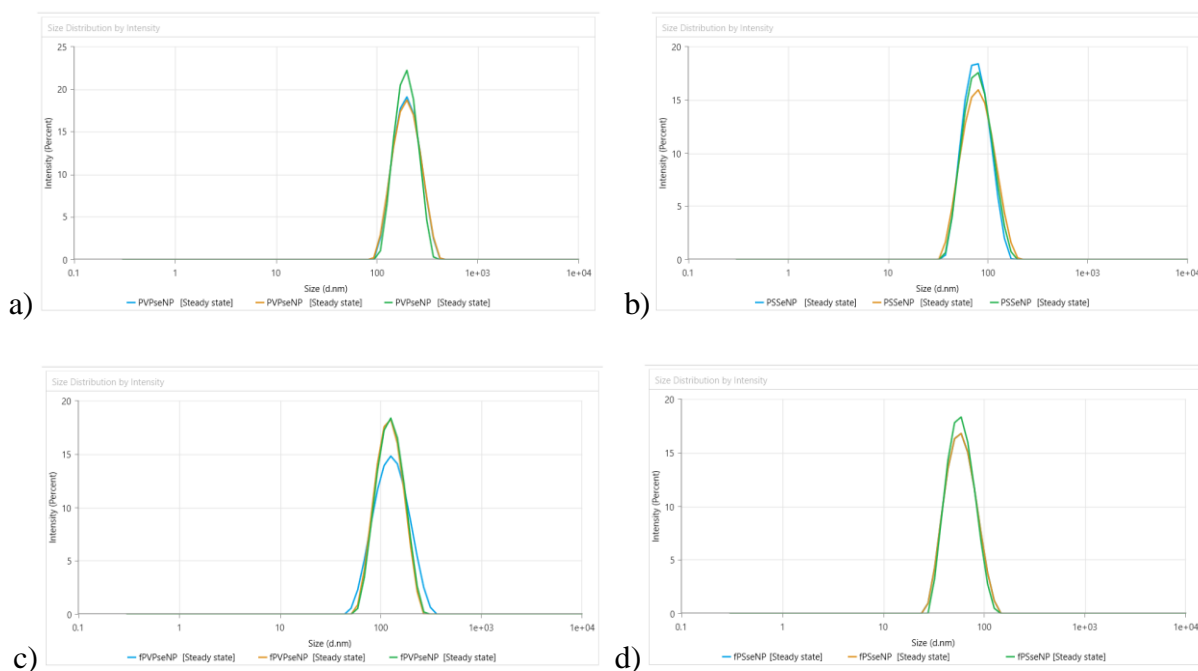 Size Distribution by Intensity
25
20
15
10
5
0
Intensity (Percent)
0.1 1 10 100 1e+03 1e+04
Size (d.nm)
PVPseNP [Steady state] PVPseNP [Steady state] PVPseNP [Steady state]
a)
Size Distribution by Intensity
20
15
10
5
0
Intensity (Percent)
0.1 1 10 100 1e+03 1e+04
Size (d.nm)
PSSeNP [Steady state] PSSeNP [Steady state] PSSeNP [Steady state]
b)
Size Distribution by Intensity
20
15
10
5
0
Intensity (Percent)
0.1 1 10 100 1e+03 1e+04
Size (d.nm)
fPVPseNP [Steady state] fPVPseNP [Steady state] fPVPseNP [Steady state]
c)
Size Distribution by Intensity
20
15
10
5
0
Intensity (Percent)
0.1 1 10 100 1e+03 1e+04
Size (d.nm)
fPSseNP [Steady state] fPSseNP [Steady state] fPSseNP [Steady state]
d)